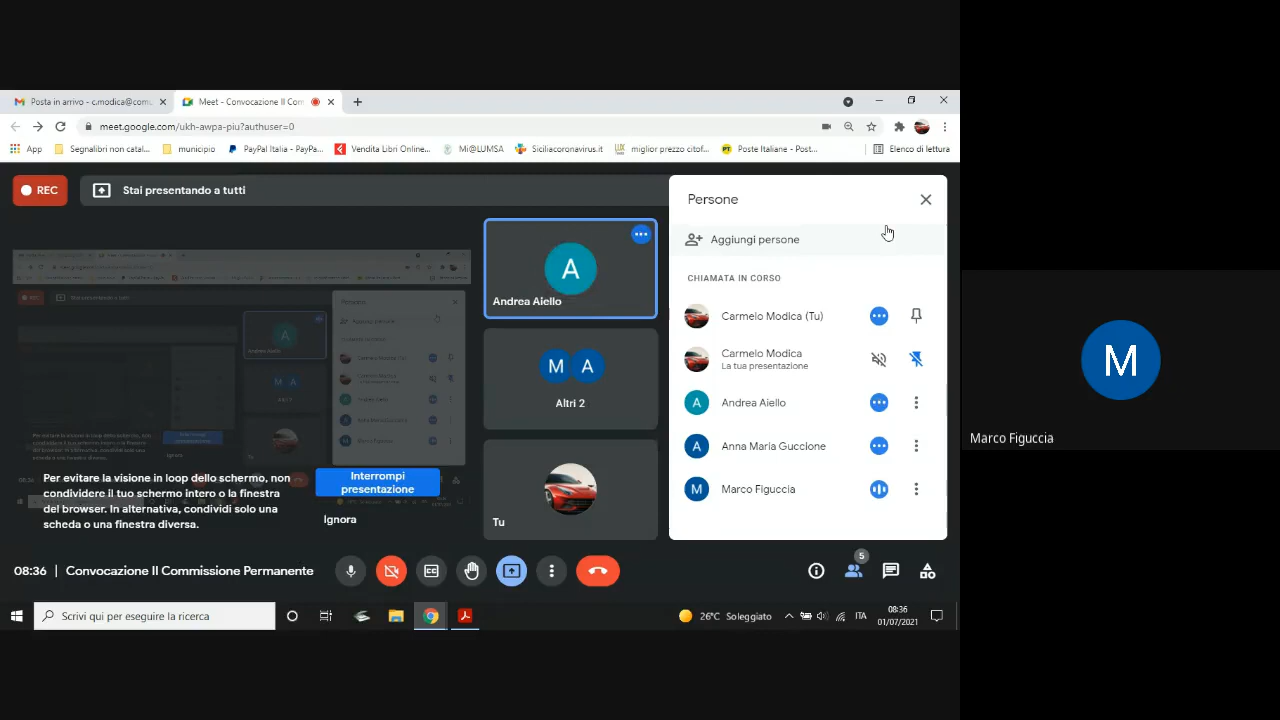 Posta in arrivo - c.modica@com
Meet - Convocazione II Com
meet.google.com/ukh-awpa-piu?authuser=0
App
Segnalibri non catal...
municipio
PayPal Italia - PayPa...
Vendita Libri Online...
Mi@LUMSA
Siciliacoronavirus.it
LUX
miglior prezzo citof...
PT
Poste Italiane - Post...
Elenco di lettura
REC
Stai presentando a tutti
Persone
Aggiungi persone
CHIAMATA IN CORSO
Carmelo Modica (Tu)
Carmelo Modica
La tua presentazione
A
Andrea Aiello
A
Anna Maria Guccione
M
Marco Figuccia
A
Andrea Aiello
M A
Altri 2
Tu
Per evitare la visione in loop dello schermo, non
condividere il tuo schermo intero o la finestra
del browser. In alternativa, condividi solo una
scheda o una finestra diversa.
Interrompi
presentazione
Ignora
08:36 | Convocazione II Commissione Permanente
5
Scrivi qui per eseguire la ricerca
26°C Soleggiato
ITA
08:36
01/07/2021
M
Marco Figuccia